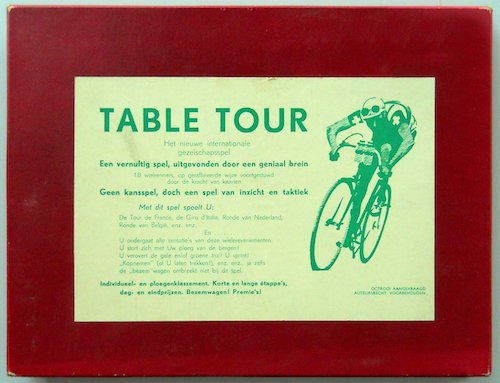 TABLE TOUR
Het nieuwe internationale
gezelschapsspel
Een vernuftig spel, uitgevonden door een geniaal brein
18 wielrenners, op geraffineerde wijze voortgestuwd
door de kracht van kaarten
Geen kansspel, doch een spel van inzicht en taktiek
Met dit spel speelt U:
De Tour de France, de Giro d'Italia, Ronde van Nederland,
Ronde van België, enz. enz.
En
U ondergaat alle sensatie's van deze wielerevenementen.
U stort zich met Uw ploeg van de bergen!
U verovert de gele en/of groene trui! U sprint!
„Kopmannen" (al U laten trekken!), enz. enz., ja zelfs
de „bezem"wagen ontbreekt niet bij dit spel.
Individueel- en ploegenklassement. Korte en lange étappe's,
dag- en eindprijzen. Bezemwagen! Premie's!
OCTROOI AANGEVRAAGD
AUTEURSRECHT VOORBEHOUDEN